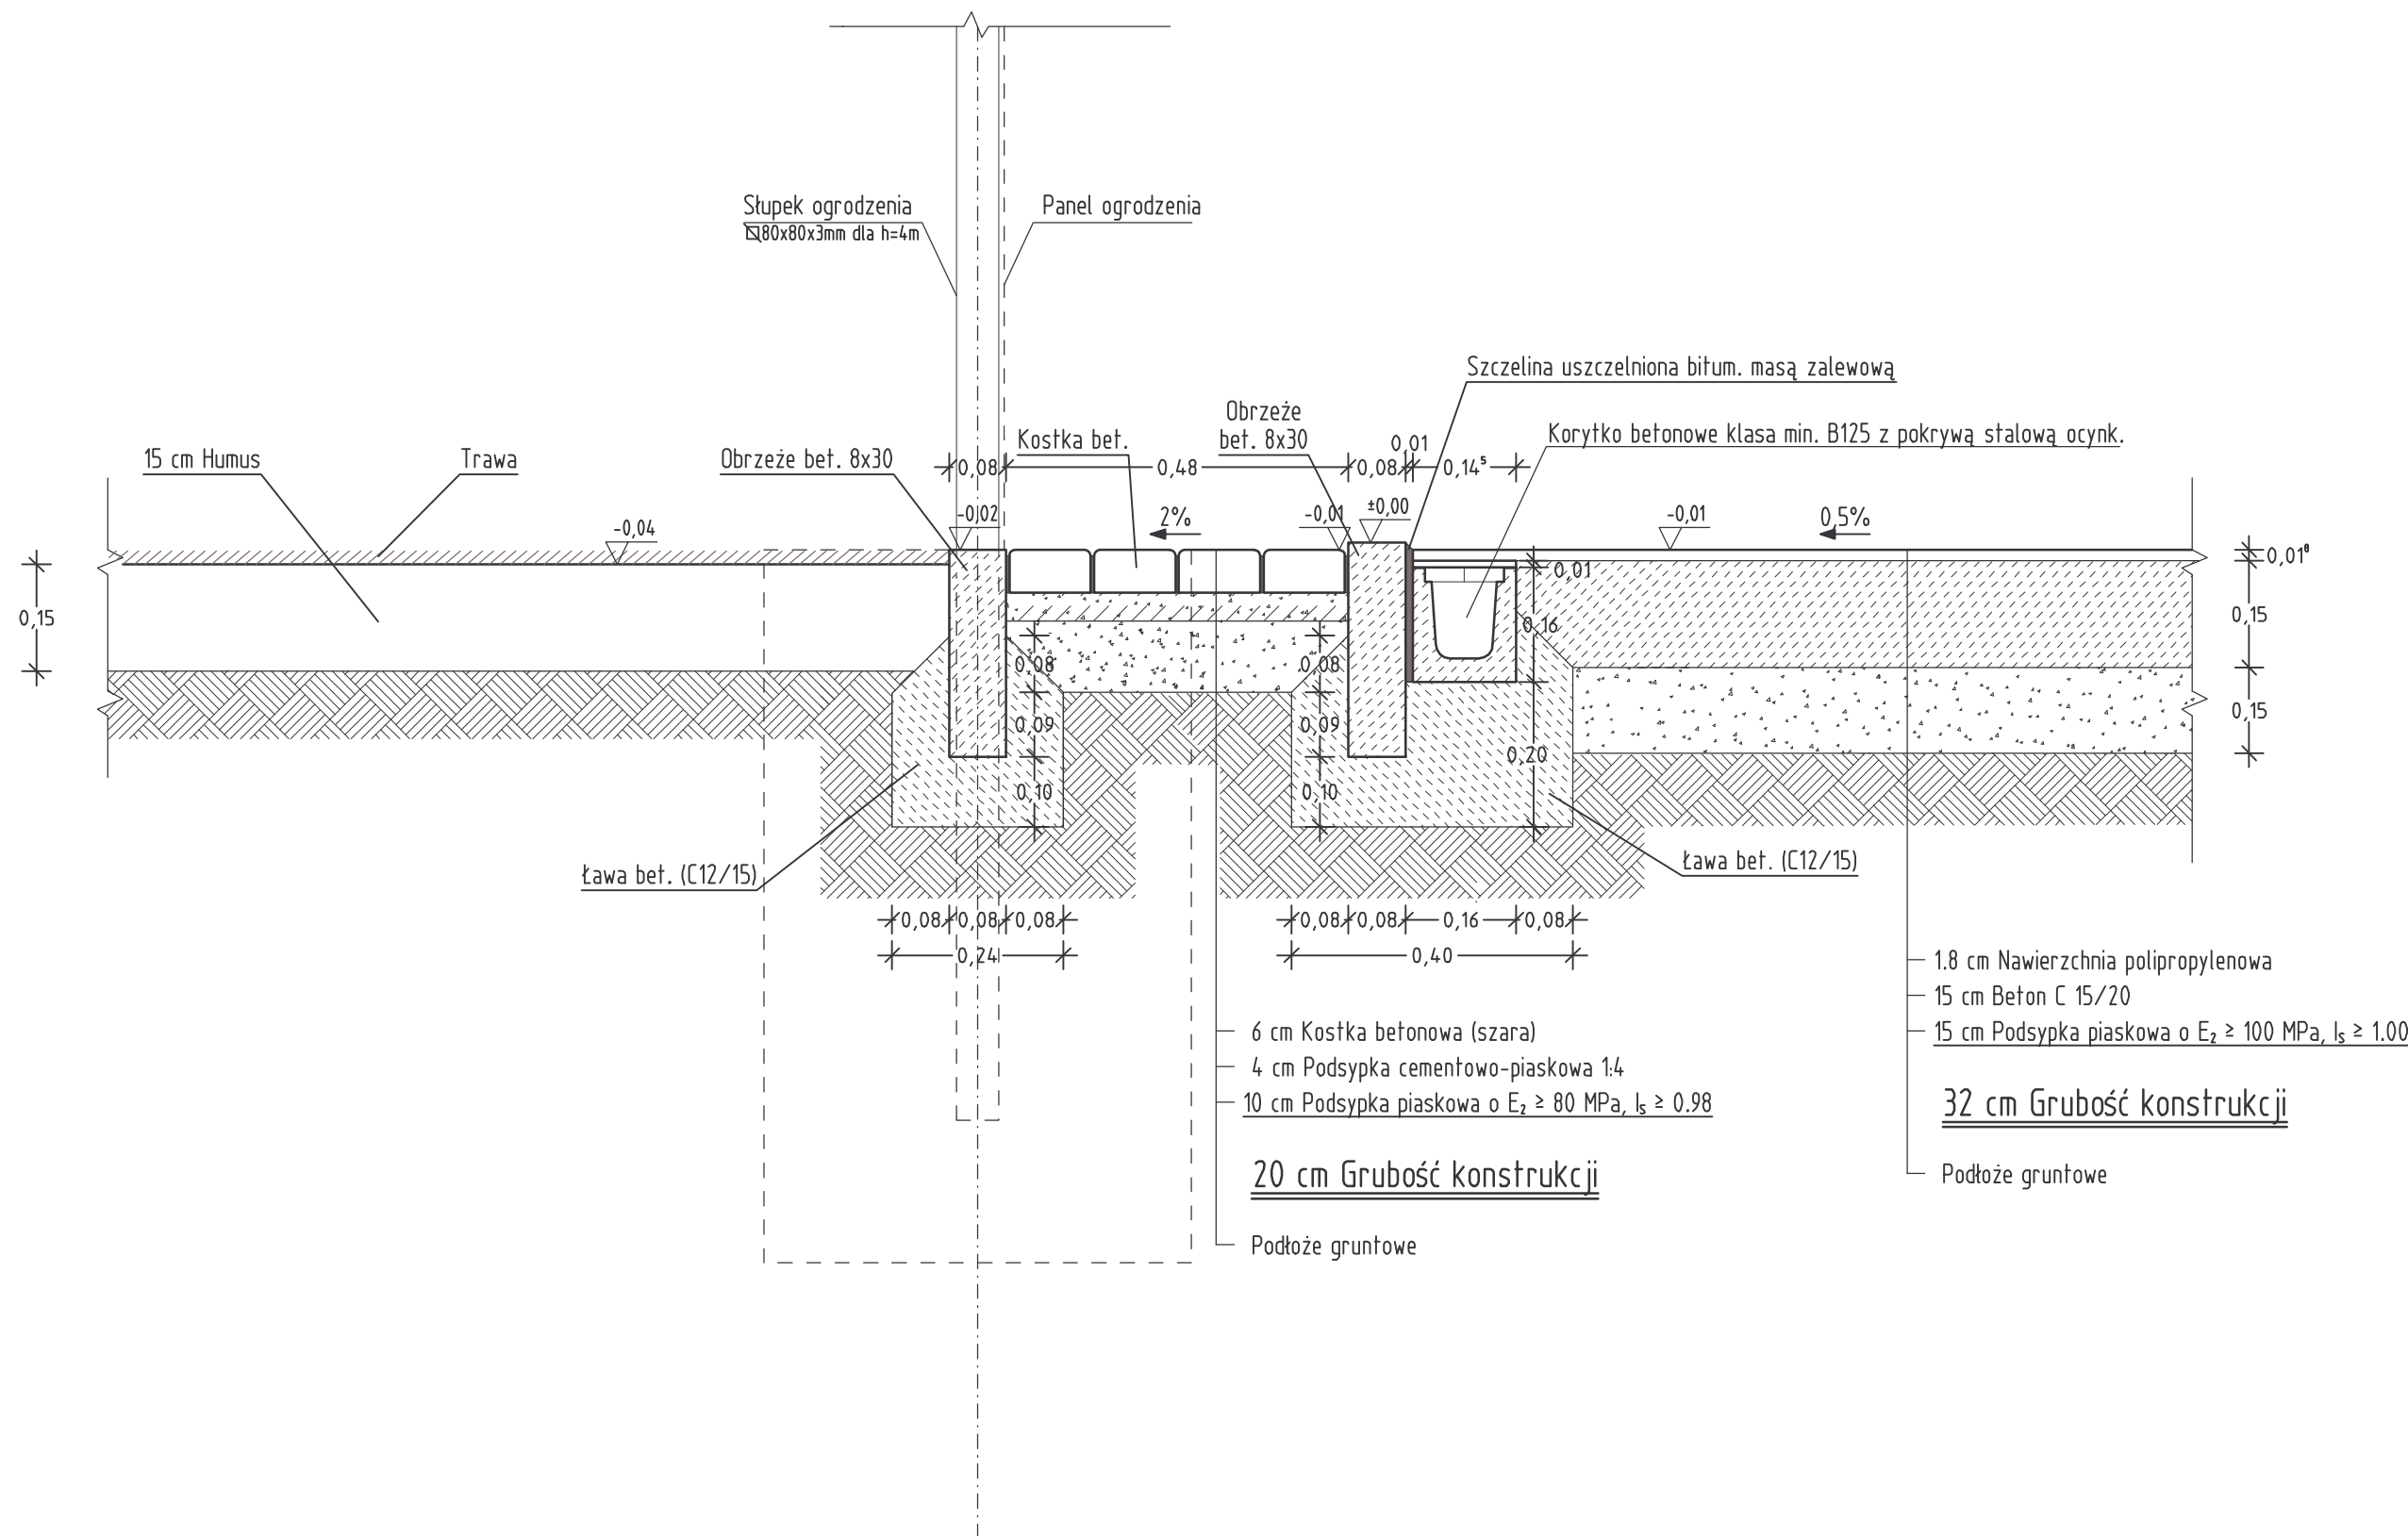 Słupek ogrodzenia
80x80x3mm dla h=4m
Panel ogrodzenia
Szczelina uszczelniona bitum. masą zalewową
Obrzeże
bet. 8x30
Korytko betonowe klasa min. B125 z pokrywą stalową ocynk.
15 cm Humus
Trawa
Obrzeże bet. 8x30
Kostka bet.
0,08
0,48
0,08
0,01
0,14⁵
-0,04
-0,02
2%
-0,01
±0,00
-0,01
0,5%
0,01⁸
0,01
0,15
0,16
0,15
0,08
0,08
0,09
0,09
0,15
0,20
0,10
0,10
Ława bet. (C12/15)
Ława bet. (C12/15)
0,08
0,08
0,08
0,08
0,08
0,16
0,08
0,24
0,40
1.8 cm Nawierzchnia polipropylenowa
15 cm Beton C 15/20
15 cm Podsypka piaskowa o E₂ ≥ 100 MPa, Iₛ ≥ 1.00
32 cm Grubość konstrukcji
Podłoże gruntowe
6 cm Kostka betonowa (szara)
4 cm Podsypka cementowo-piaskowa 1:4
10 cm Podsypka piaskowa o E₂ ≥ 80 MPa, Iₛ ≥ 0.98
20 cm Grubość konstrukcji
Podłoże gruntowe